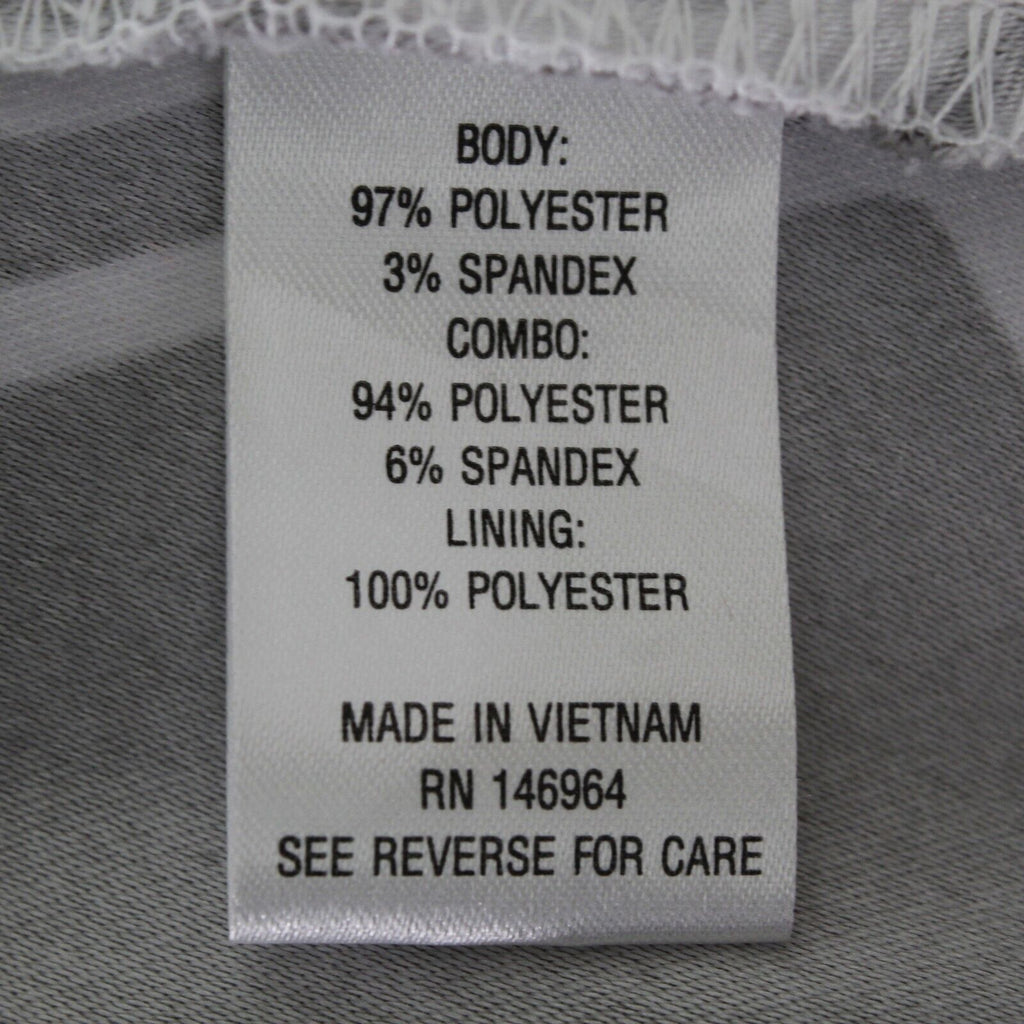 BODY:
97% POLYESTER
3% SPANDEX
COMBO:
94% POLYESTER
6% SPANDEX
LINING:
100% POLYESTER
MADE IN VIETNAM
RN 146964
SEE REVERSE FOR CARE